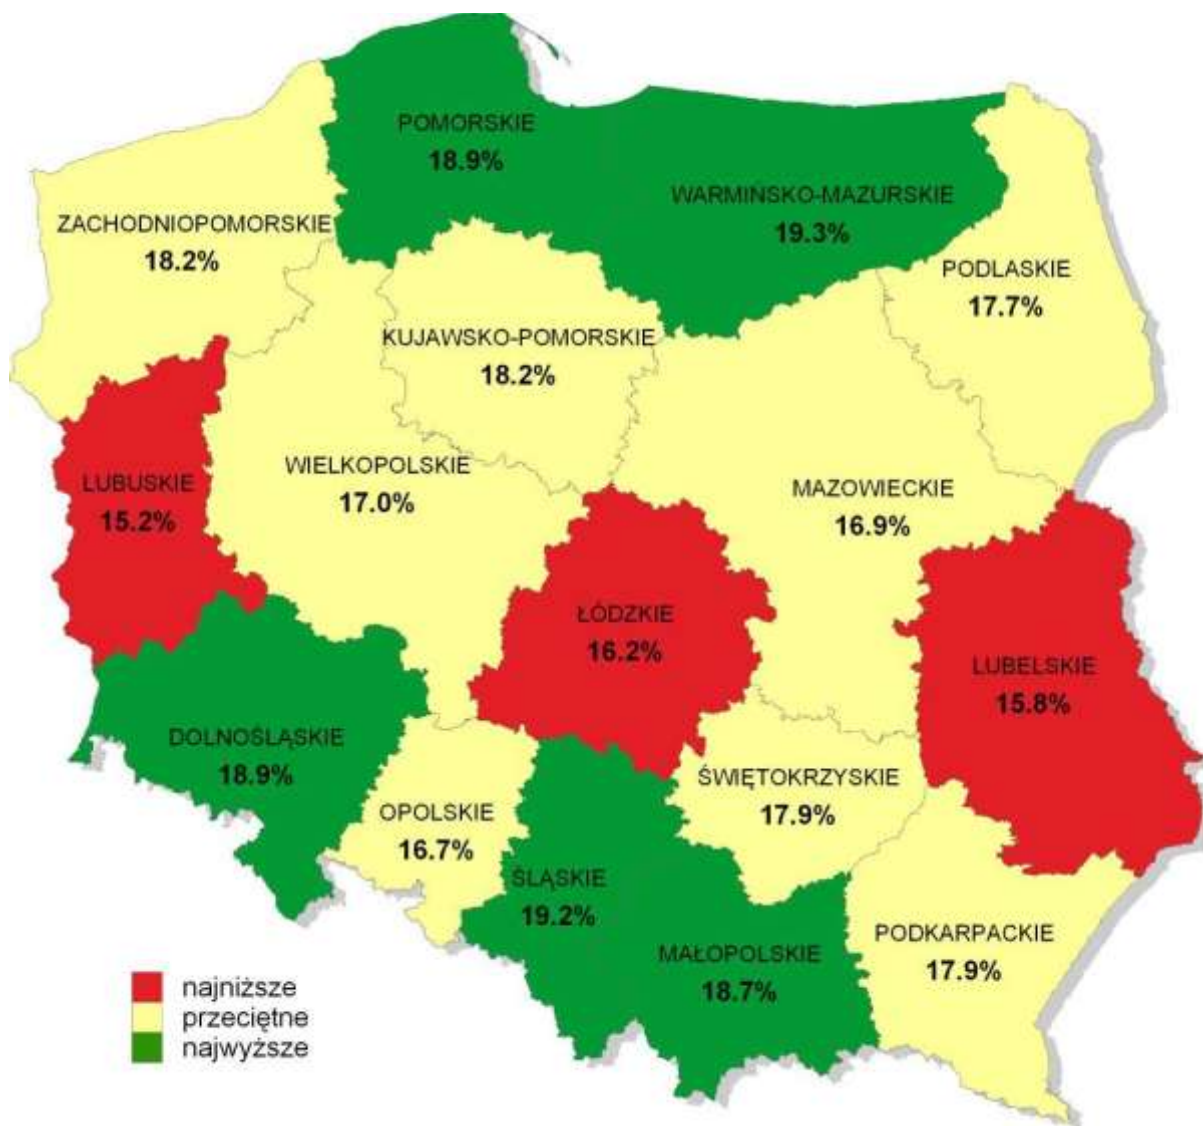 POMORSKIE
18.9%
WARMIŃSKO-MAZURSKIE
19.3%
ZACHODNIOPOMORSKIE
18.2%
PODLASKIE
17.7%
KUJAWSKO-POMORSKIE
18.2%
WIELKOPOLSKIE
17.0%
LUBUSKIE
15.2%
MAZOWIECKIE
16.9%
ŁÓDZKIE
16.2%
LUBELSKIE
15.8%
DOLNOŚLĄSKIE
18.9%
ŚWIĘTOKRZYSKIE
17.9%
OPOLSKIE
16.7%
ŚLĄSKIE
19.2%
MAŁOPOLSKIE
18.7%
PODKARPACKIE
17.9%
najniższe
przeciętne
najwyższe